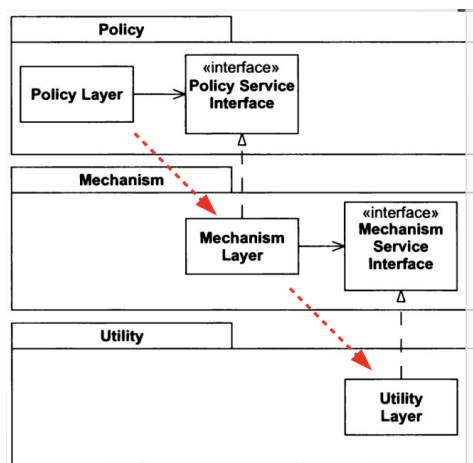 Policy
Policy Layer
«interface»
Policy Service
Interface
Mechanism
Mechanism
Layer
«interface»
Mechanism
Service
Interface
Utility
Utility
Layer